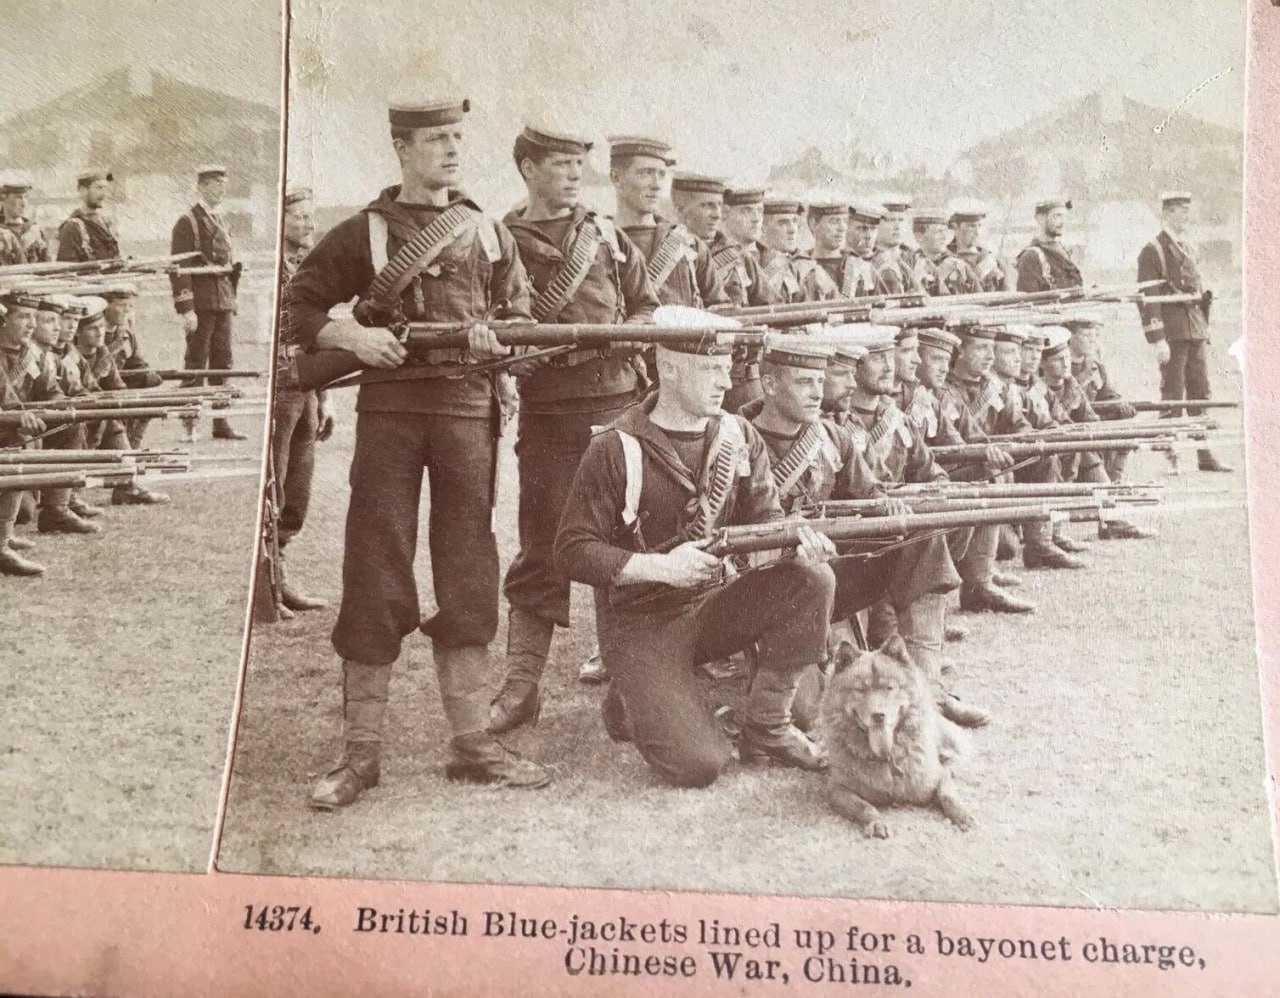 14374. British Blue-jackets lined up for a bayonet charge,
Chinese War, China.